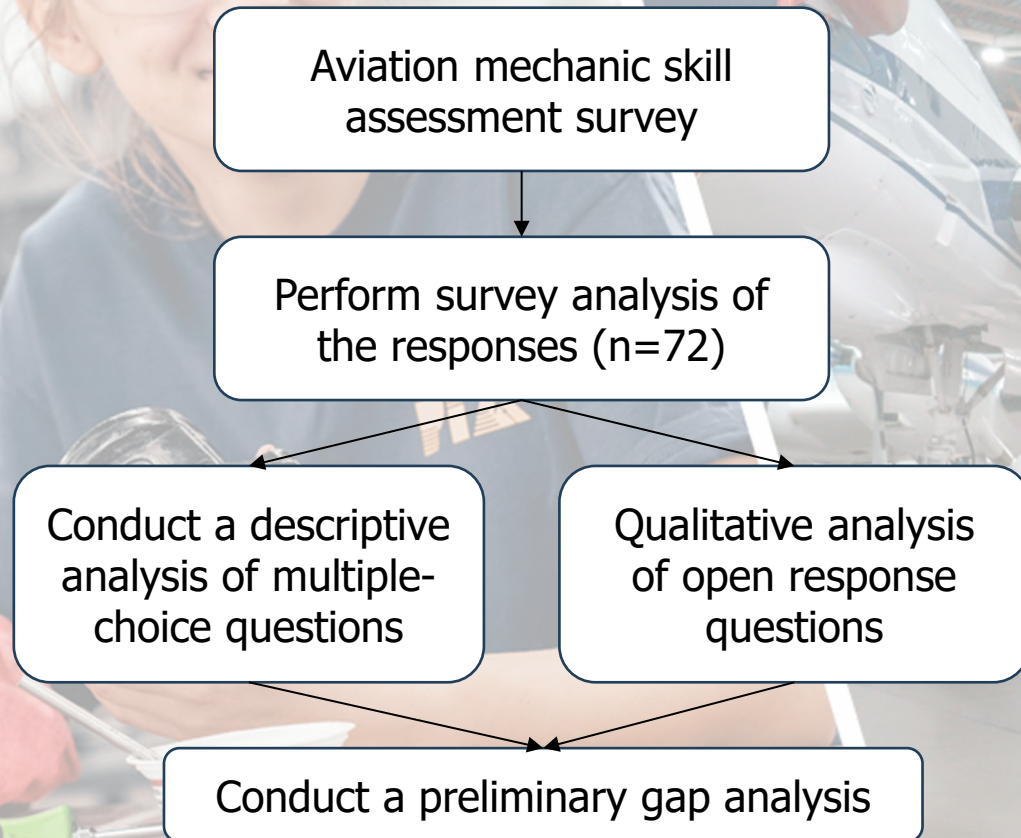 Aviation mechanic skill
assessment survey
Perform survey analysis of
the responses (n=72)
Conduct a descriptive
analysis of multiple-
choice questions
Qualitative analysis
of open response
questions
Conduct a preliminary gap analysis